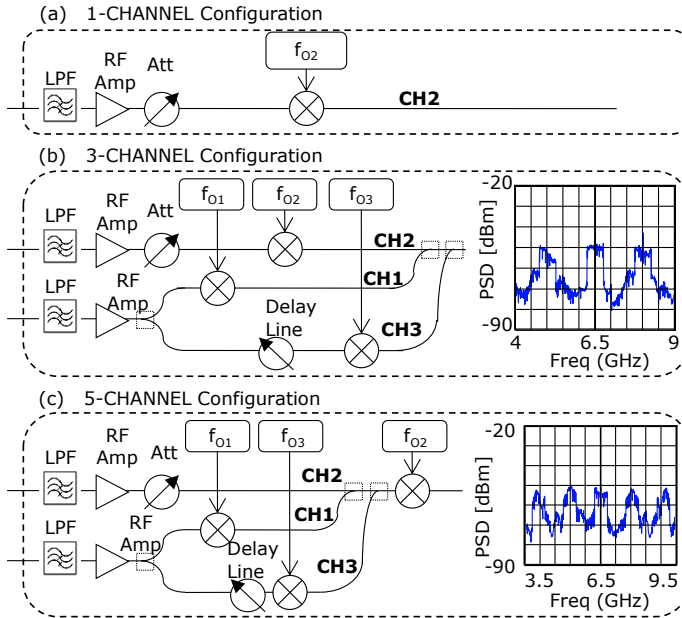 (a) 1-CHANNEL Configuration
LPF
RF
Amp
Att
fO2
CH2
(b) 3-CHANNEL Configuration
LPF
RF
Amp
Att
fO1
fO2
fO3
CH2
CH1
LPF
RF
Amp
Delay
Line
CH3
-20
PSD [dBm]
-90
4 6.5 9
Freq (GHz)
(c) 5-CHANNEL Configuration
LPF
RF
Amp
Att
fO1
fO3
fO2
CH2
CH1
LPF
RF
Amp
Delay
Line
CH3
-20
PSD [dBm]
-90
3.5 6.5 9.5
Freq (GHz)